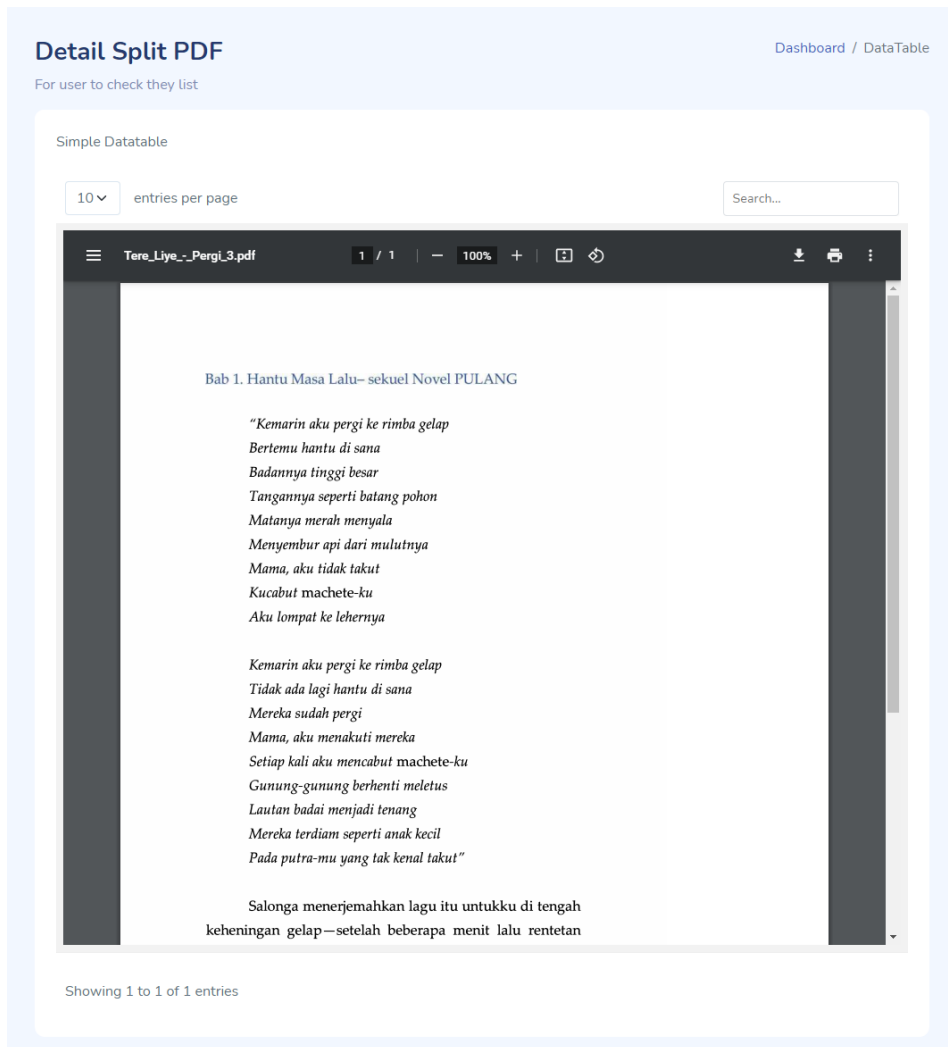 Detail Split PDF
Dashboard / DataTable
For user to check they list
Simple Datatable
10 entries per page
Search...
Tere_Liye_-_Pergi_3.pdf 1 / 1 | − 100% + |
Bab 1. Hantu Masa Lalu– sekuel Novel PULANG
"Kemarin aku pergi ke rimba gelap
Bertemu hantu di sana
Badannya tinggi besar
Tangannya seperti batang pohon
Matanya merah menyala
Menyembur api dari mulutnya
Mama, aku tidak takut
Kucabut machete-ku
Aku lompat ke lehernya
Kemarin aku pergi ke rimba gelap
Tidak ada lagi hantu di sana
Mereka sudah pergi
Mama, aku menakuti mereka
Setiap kali aku mencabut machete-ku
Gunung-gunung berhenti meletus
Lautan badai menjadi tenang
Mereka terdiam seperti anak kecil
Pada putra-mu yang tak kenal takut"
Salonga menerjemahkan lagu itu untukku di tengah
keheningan gelap—setelah beberapa menit lalu rentetan
Showing 1 to 1 of 1 entries